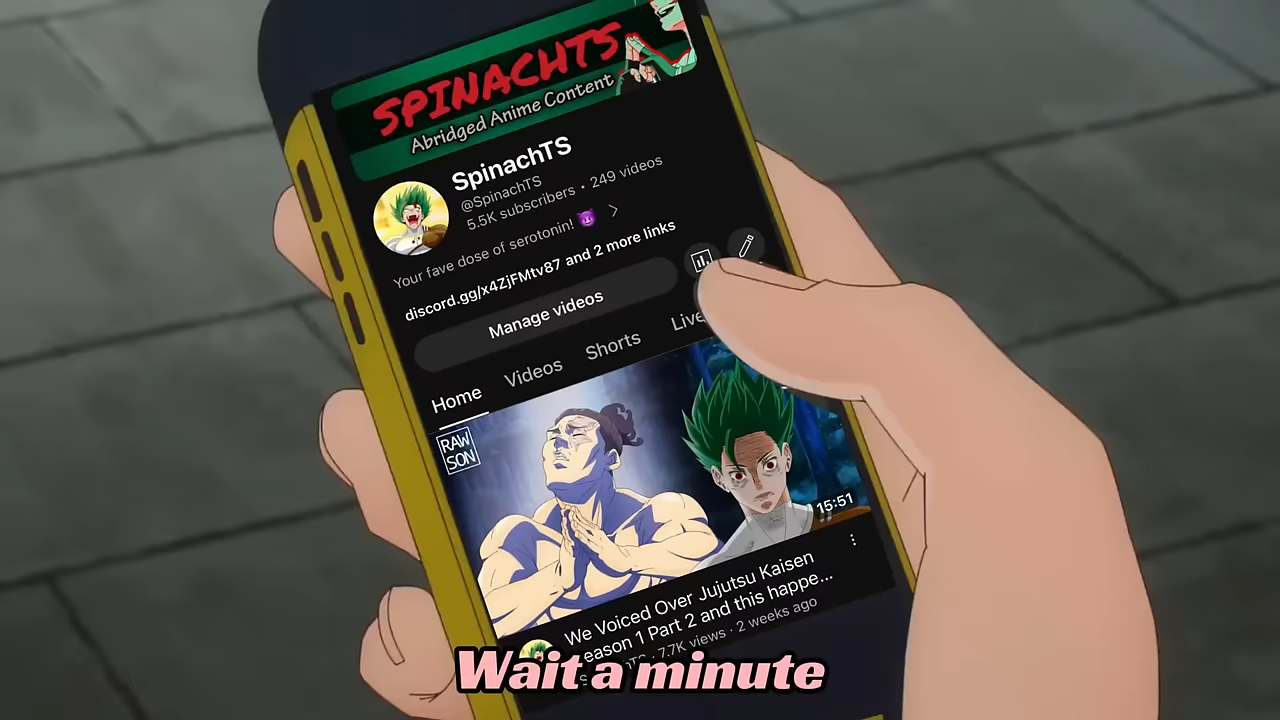 SPINACHTS
Abridged Anime Content
SpinachTS
@SpinachTS
5.5K subscribers · 249 videos
Your fave dose of serotonin! 😈 >
discord.gg/x4ZjFMtv87 and 2 more links
Manage videos
Home Videos Shorts Live
RAW
SON
15:51
We Voiced Over Jujutsu Kaisen
eason 1 Part 2 and this happe...
7.7K views · 2 weeks ago
Wait a minute